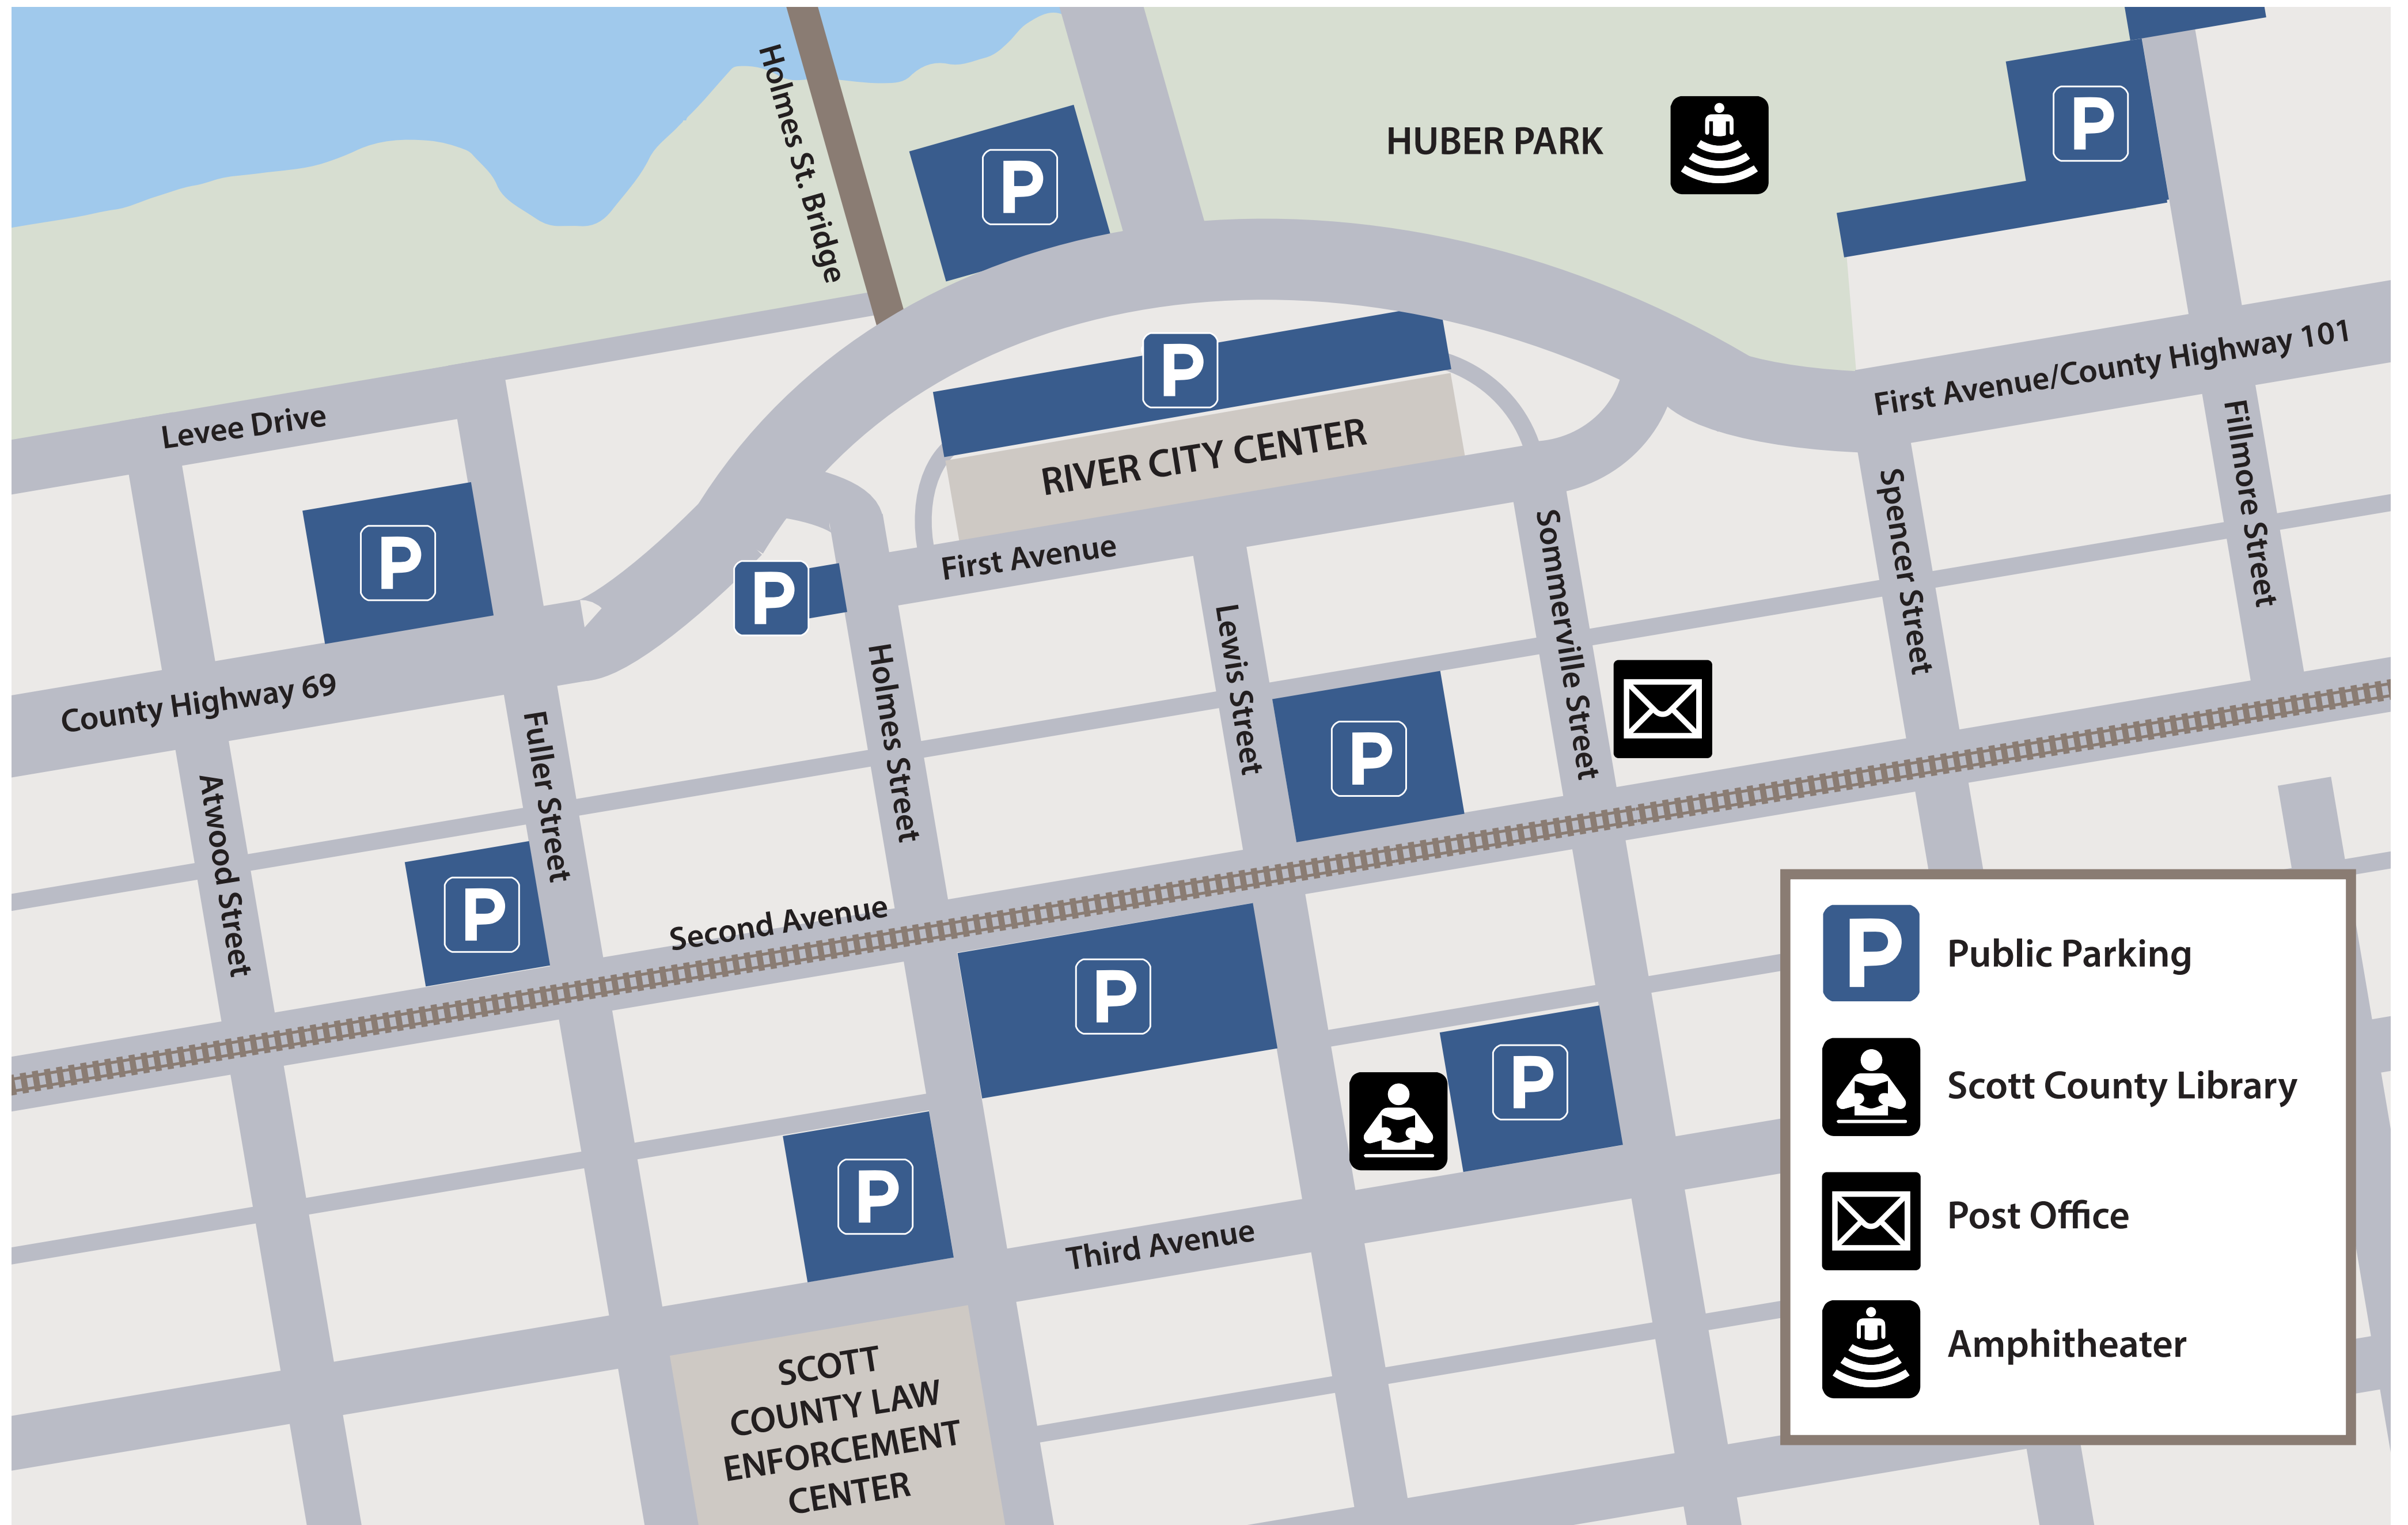 Holmes St. Bridge
P
HUBER PARK
P
P
RIVER CITY CENTER
First Avenue/County Highway 101
Levee Drive
P
P
First Avenue
Fillmore Street
Spencer Street
Sommerville Street
Lewis Street
Holmes Street
County Highway 69
Fuller Street
Atwood Street
P
P
Second Avenue
P
P
P
Third Avenue
SCOTT
COUNTY LAW
ENFORCEMENT
CENTER
P Public Parking
Scott County Library
Post Office
Amphitheater